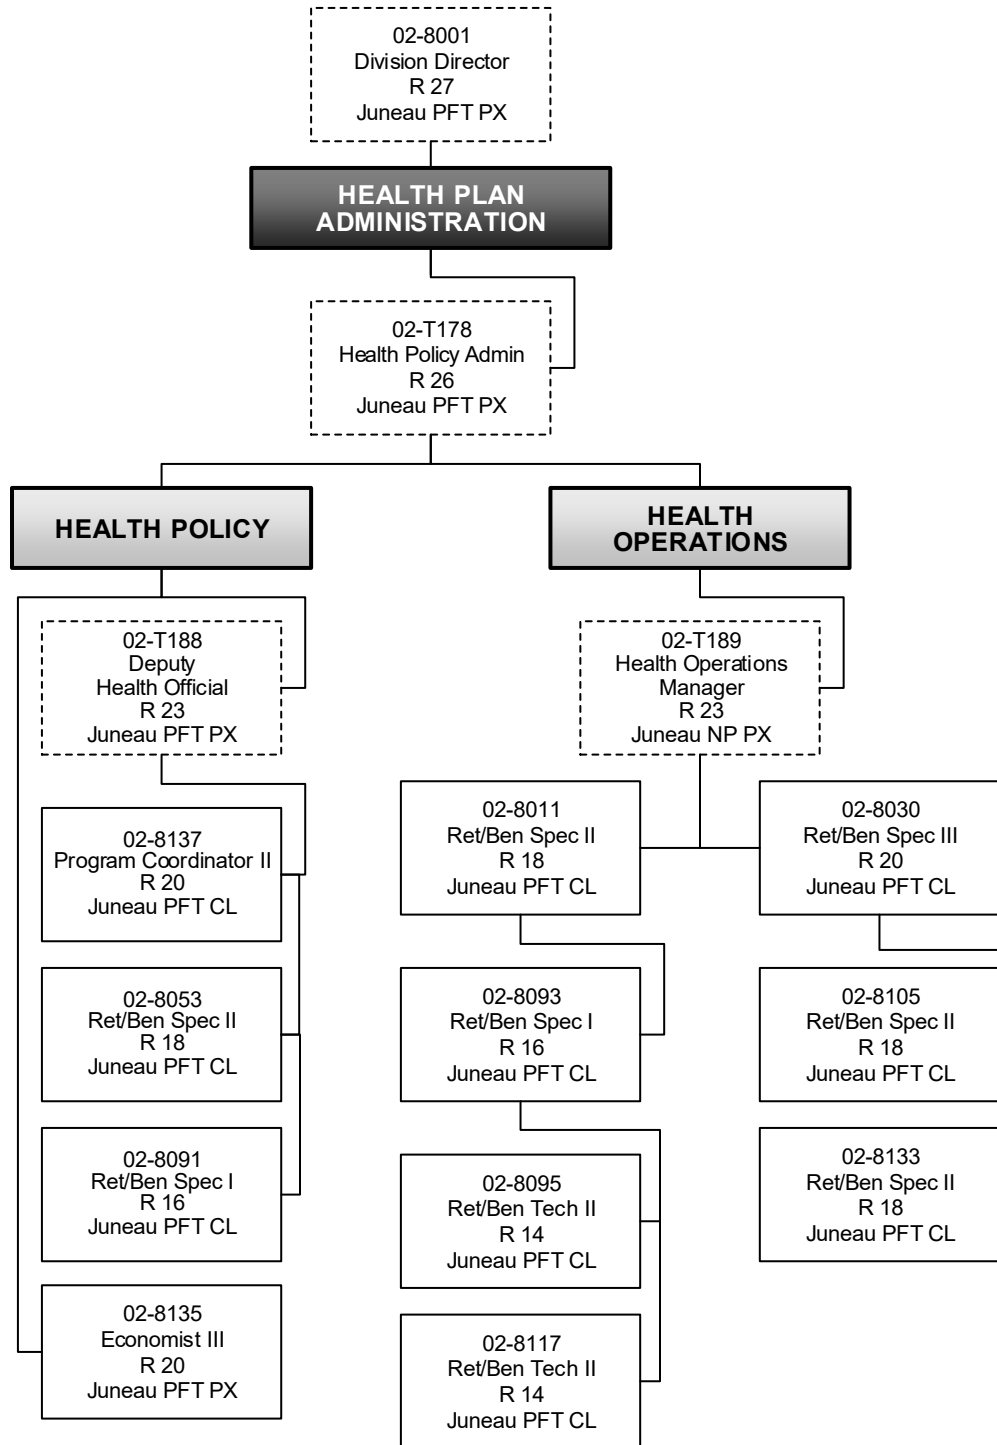 02-8001
Division Director
R 27
Juneau PFT PX
HEALTH PLAN
ADMINISTRATION
02-T178
Health Policy Admin
R 26
Juneau PFT PX
HEALTH POLICY
02-T188
Deputy
Health Official
R 23
Juneau PFT PX
02-8137
Program Coordinator II
R 20
Juneau PFT CL
02-8053
Ret/Ben Spec II
R 18
Juneau PFT CL
02-8091
Ret/Ben Spec I
R 16
Juneau PFT CL
02-8135
Economist III
R 20
Juneau PFT PX
HEALTH
OPERATIONS
02-T189
Health Operations
Manager
R 23
Juneau NP PX
02-8011
Ret/Ben Spec II
R 18
Juneau PFT CL
02-8093
Ret/Ben Spec I
R 16
Juneau PFT CL
02-8095
Ret/Ben Tech II
R 14
Juneau PFT CL
02-8117
Ret/Ben Tech II
R 14
Juneau PFT CL
02-8030
Ret/Ben Spec III
R 20
Juneau PFT CL
02-8105
Ret/Ben Spec II
R 18
Juneau PFT CL
02-8133
Ret/Ben Spec II
R 18
Juneau PFT CL